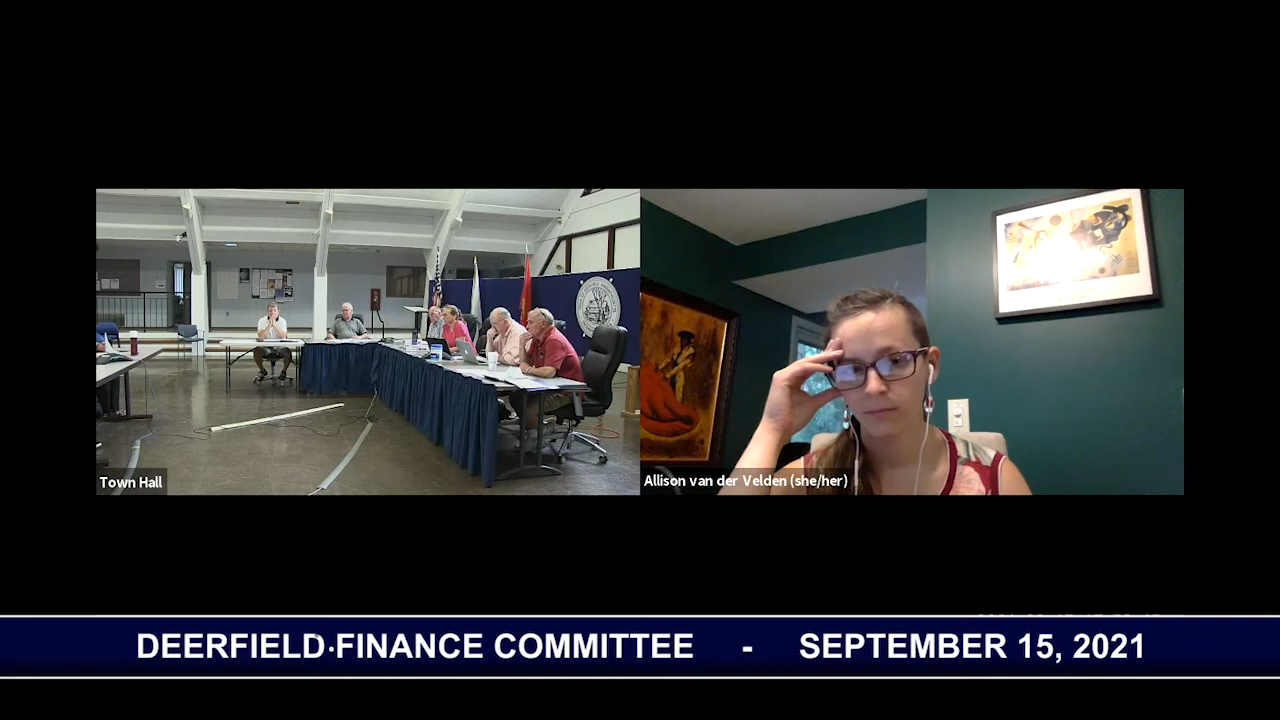 Town Hall
Allison van der Velden (she/her)
DEERFIELD·FINANCE COMMITTEE - SEPTEMBER 15, 2021